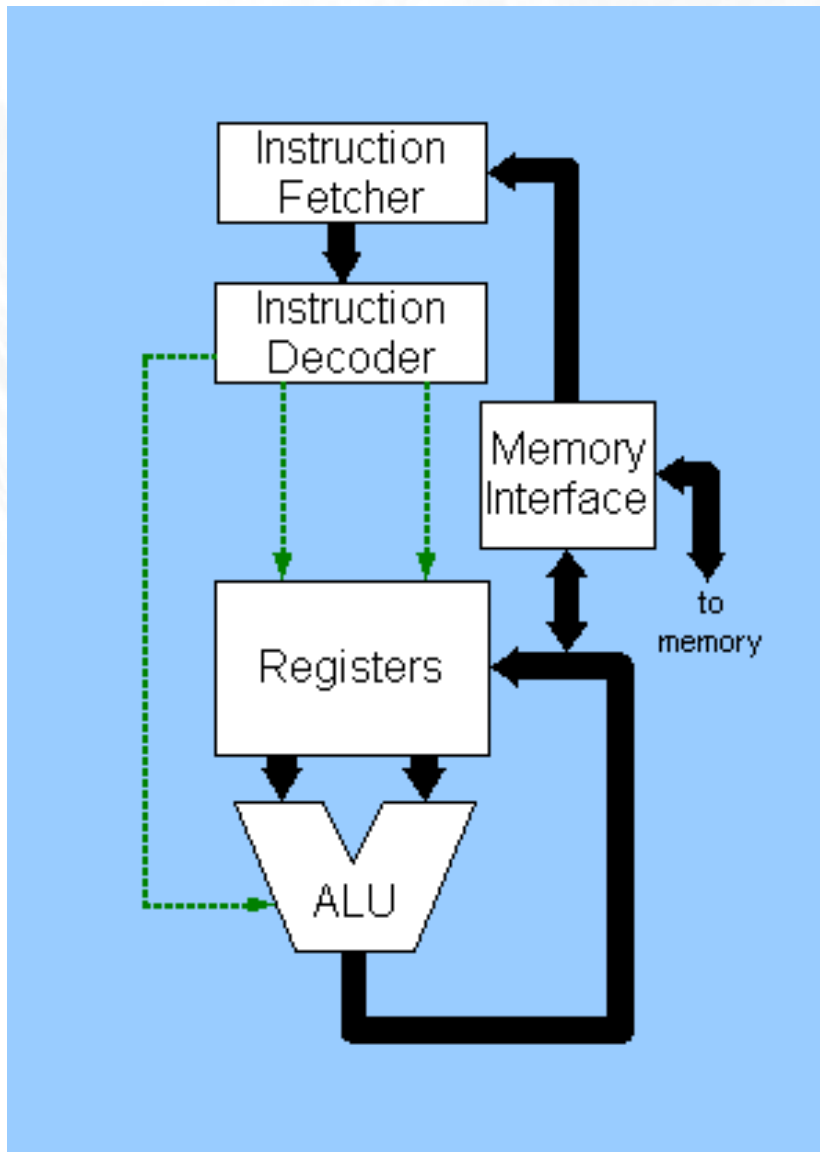 Instruction
Fetcher
Instruction
Decoder
Memory
Interface
to
memory
Registers
ALU